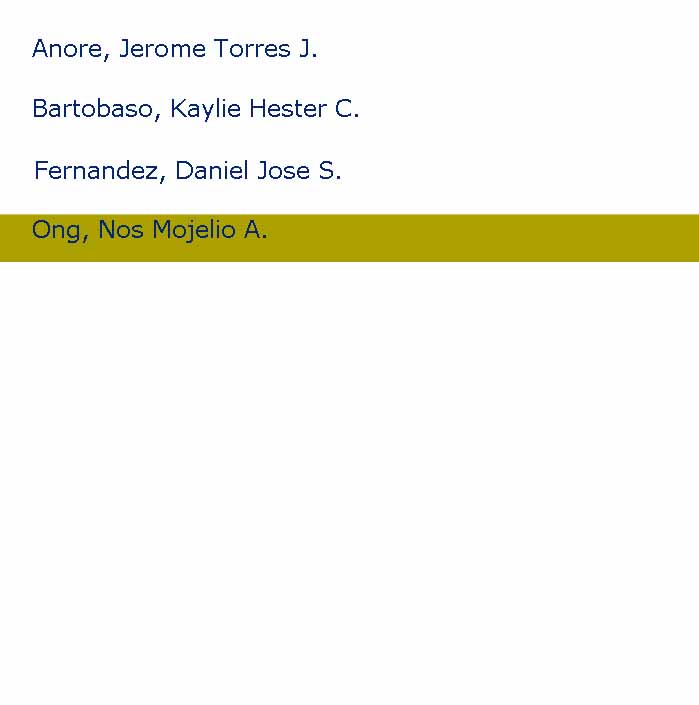 Anore, Jerome Torres J.
Bartobaso, Kaylie Hester C.
Fernandez, Daniel Jose S.
Ong, Nos Mojelio A.